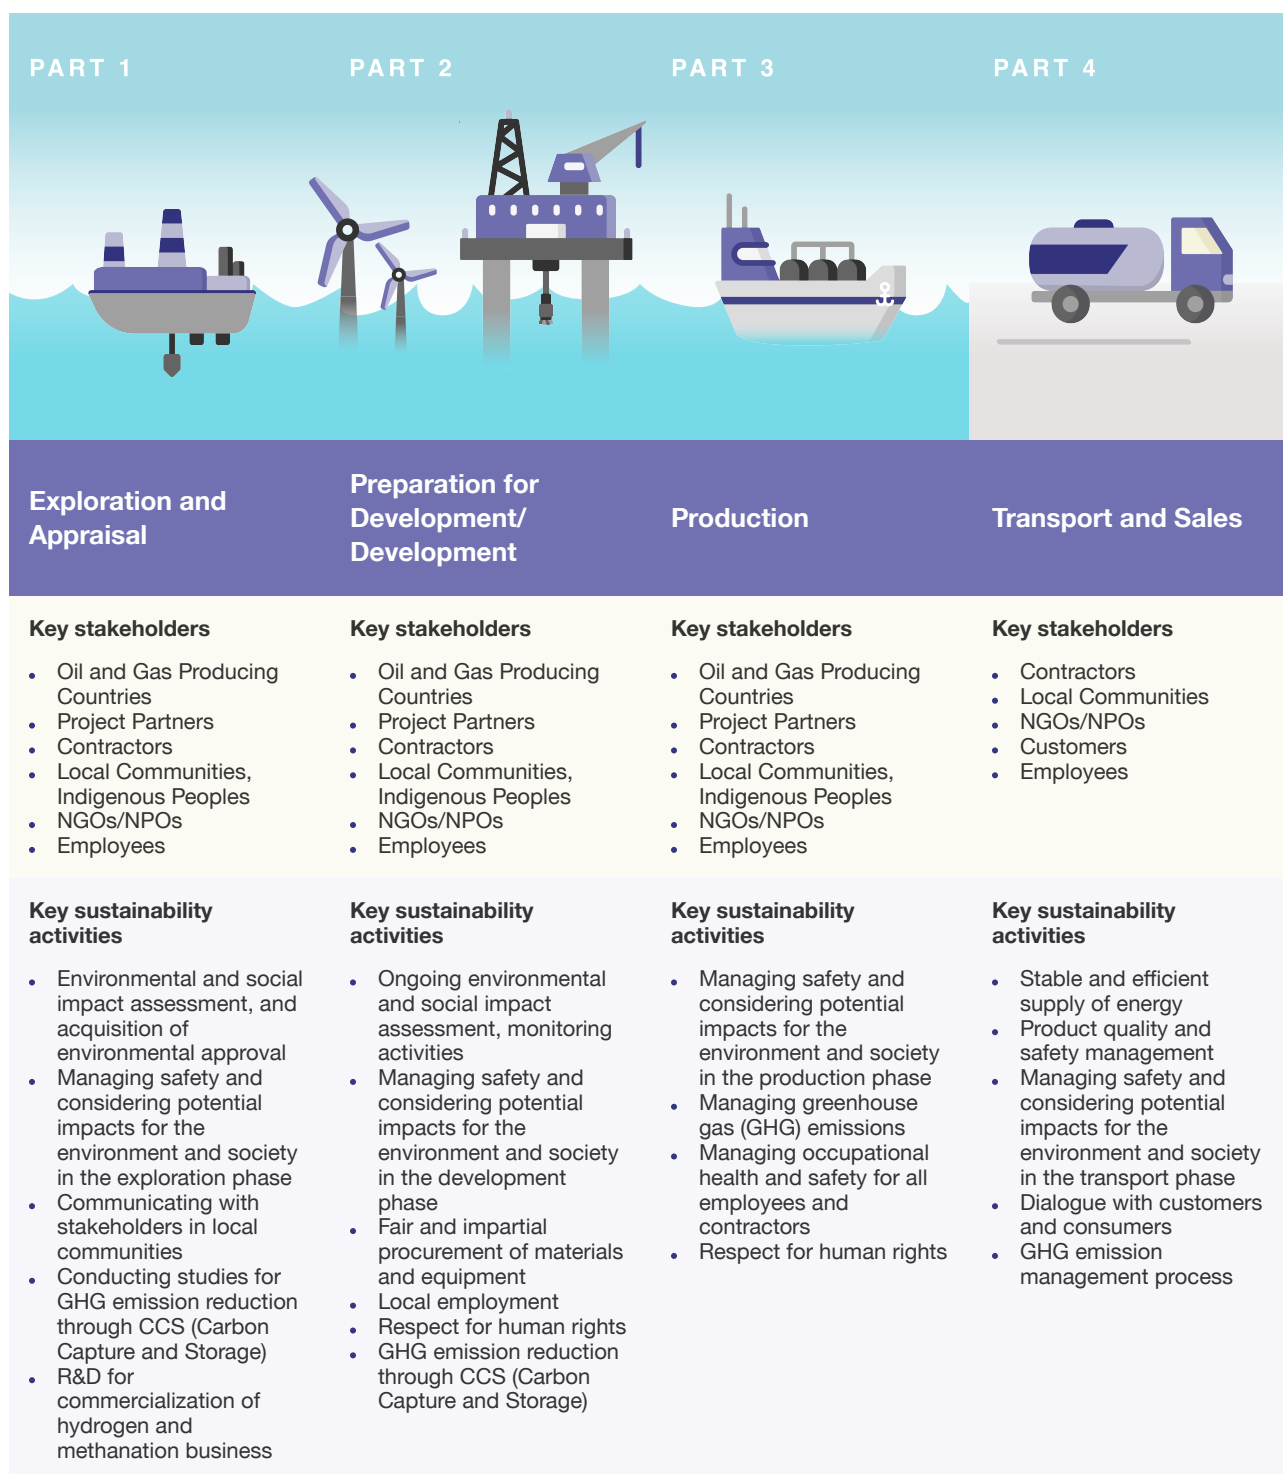 PART 1
PART 2
PART 3
PART 4
Exploration and
Appraisal
Preparation for
Development/
Development
Production
Transport and Sales
Key stakeholders
• Oil and Gas Producing
Countries
• Project Partners
• Contractors
• Local Communities,
Indigenous Peoples
• NGOs/NPOs
• Employees
Key stakeholders
• Oil and Gas Producing
Countries
• Project Partners
• Contractors
• Local Communities,
Indigenous Peoples
• NGOs/NPOs
• Employees
Key stakeholders
• Oil and Gas Producing
Countries
• Project Partners
• Contractors
• Local Communities,
Indigenous Peoples
• NGOs/NPOs
• Employees
Key stakeholders
• Contractors
• Local Communities
• NGOs/NPOs
• Customers
• Employees
Key sustainability
activities
• Environmental and social
impact assessment, and
acquisition of
environmental approval
• Managing safety and
considering potential
impacts for the
environment and society
in the exploration phase
• Communicating with
stakeholders in local
communities
• Conducting studies for
GHG emission reduction
through CCS (Carbon
Capture and Storage)
• R&D for
commercialization of
hydrogen and
methanation business
Key sustainability
activities
• Ongoing environmental
and social impact
assessment, monitoring
activities
• Managing safety and
considering potential
impacts for the
environment and society
in the development
phase
• Fair and impartial
procurement of materials
and equipment
• Local employment
• Respect for human rights
• GHG emission reduction
through CCS (Carbon
Capture and Storage)
Key sustainability
activities
• Managing safety and
considering potential
impacts for the
environment and society
in the production phase
• Managing greenhouse
gas (GHG) emissions
• Managing occupational
health and safety for all
employees and
contractors
• Respect for human rights
Key sustainability
activities
• Stable and efficient
supply of energy
• Product quality and
safety management
• Managing safety and
considering potential
impacts for the
environment and society
in the transport phase
• Dialogue with customers
and consumers
• GHG emission
management process